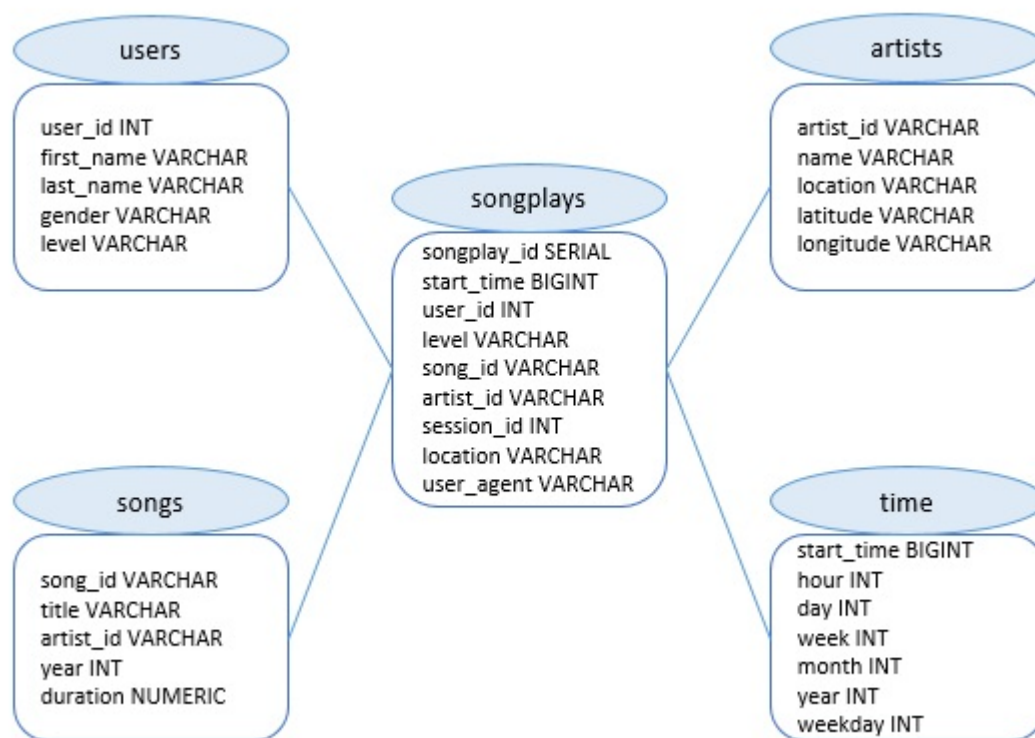 users
user_id INT
first_name VARCHAR
last_name VARCHAR
gender VARCHAR
level VARCHAR
artists
artist_id VARCHAR
name VARCHAR
location VARCHAR
latitude VARCHAR
longitude VARCHAR
songplays
songplay_id SERIAL
start_time BIGINT
user_id INT
level VARCHAR
song_id VARCHAR
artist_id VARCHAR
session_id INT
location VARCHAR
user_agent VARCHAR
songs
song_id VARCHAR
title VARCHAR
artist_id VARCHAR
year INT
duration NUMERIC
time
start_time BIGINT
hour INT
day INT
week INT
month INT
year INT
weekday INT